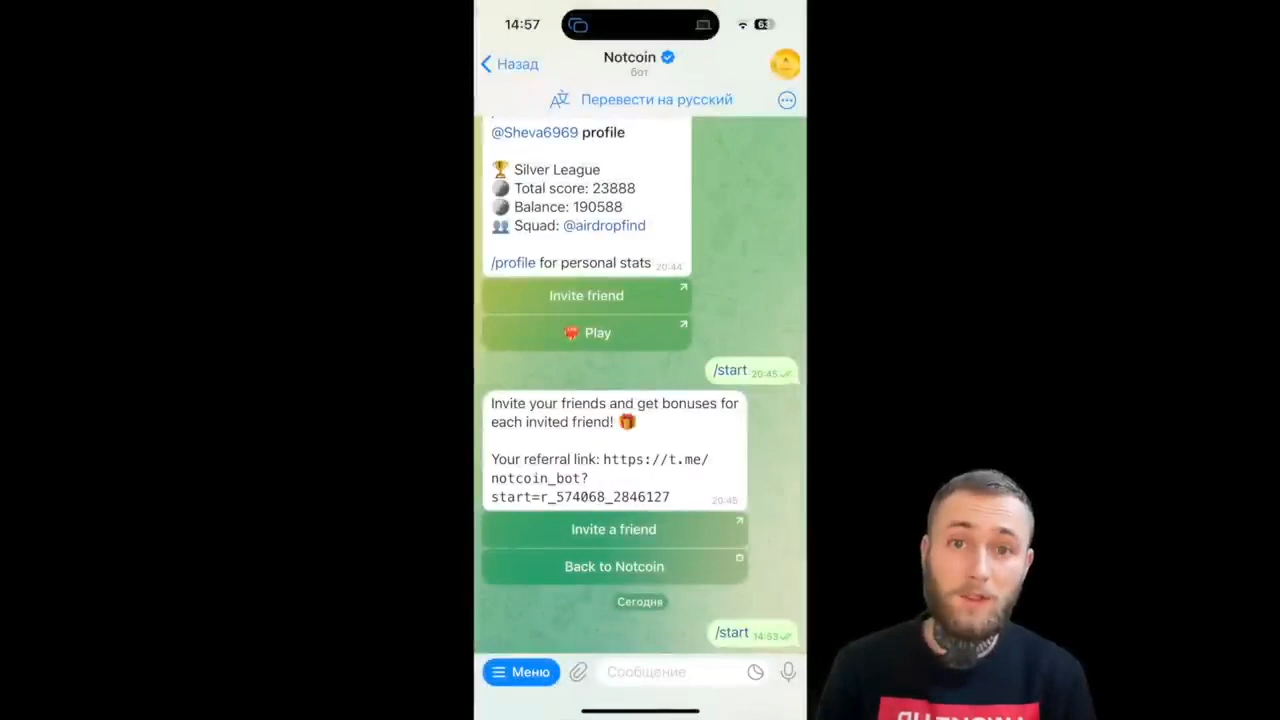 14:57
63
Назад
Notcoin
бот
Перевести на русский
@Sheva6969 profile
Silver League
Total score: 23888
Balance: 190588
Squad: @airdropfind
/profile for personal stats 20:44
Invite friend
Play
/start 20:45
Invite your friends and get bonuses for
each invited friend!
Your referral link: https://t.me/
notcoin_bot?
start=r_574068_2846127
20:45
Invite a friend
Back to Notcoin
Сегодня
/start 14:53
Меню
Сообщение